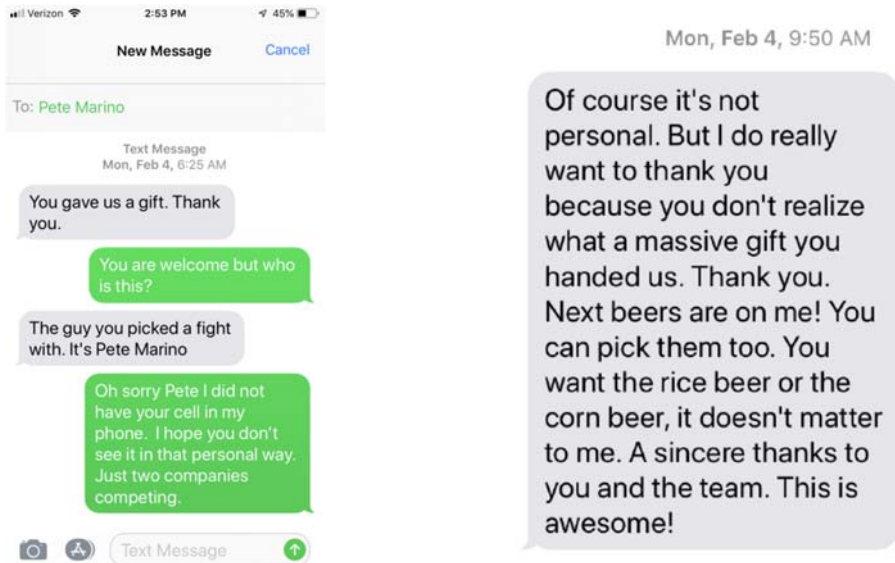 Verizon 2:53 PM 45%
New Message Cancel
To: Pete Marino
Text Message
Mon, Feb 4, 6:25 AM
You gave us a gift. Thank
you.
You are welcome but who
is this?
The guy you picked a fight
with. It's Pete Marino
Oh sorry Pete I did not
have your cell in my
phone. I hope you don't
see it in that personal way.
Just two companies
competing.
Text Message
Mon, Feb 4, 9:50 AM
Of course it's not
personal. But I do really
want to thank you
because you don't realize
what a massive gift you
handed us. Thank you.
Next beers are on me! You
can pick them too. You
want the rice beer or the
corn beer, it doesn't matter
to me. A sincere thanks to
you and the team. This is
awesome!